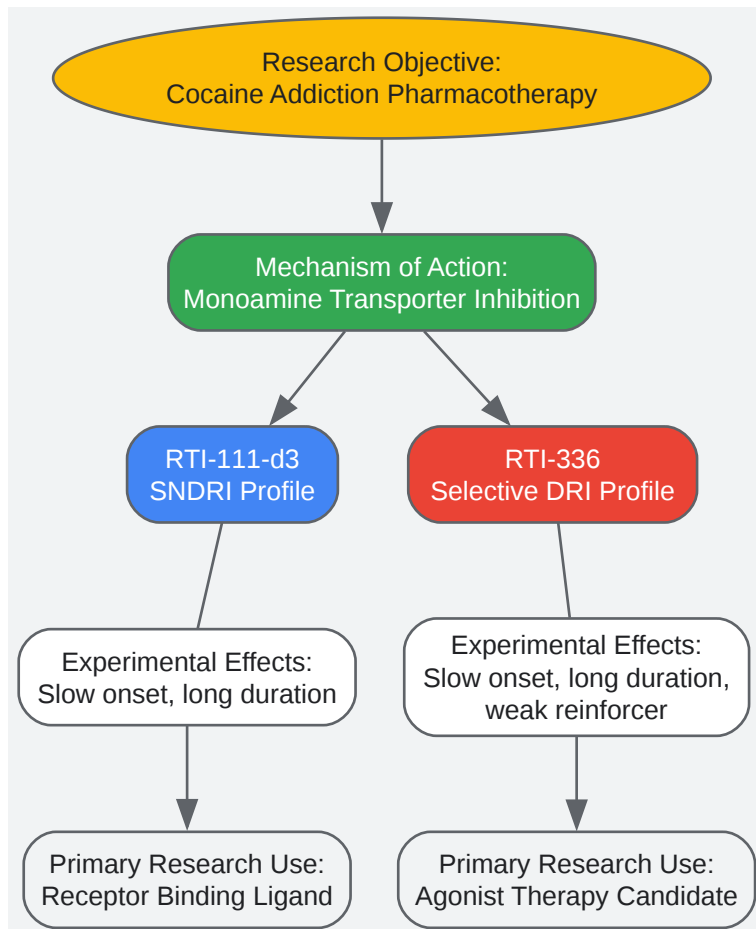 Research Objective:
Cocaine Addiction Pharmacotherapy
Mechanism of Action:
Monoamine Transporter Inhibition
RTI-111-d3
SNDRI Profile
RTI-336
Selective DRI Profile
Experimental Effects:
Slow onset, long duration
Experimental Effects:
Slow onset, long duration,
weak reinforcer
Primary Research Use:
Receptor Binding Ligand
Primary Research Use:
Agonist Therapy Candidate